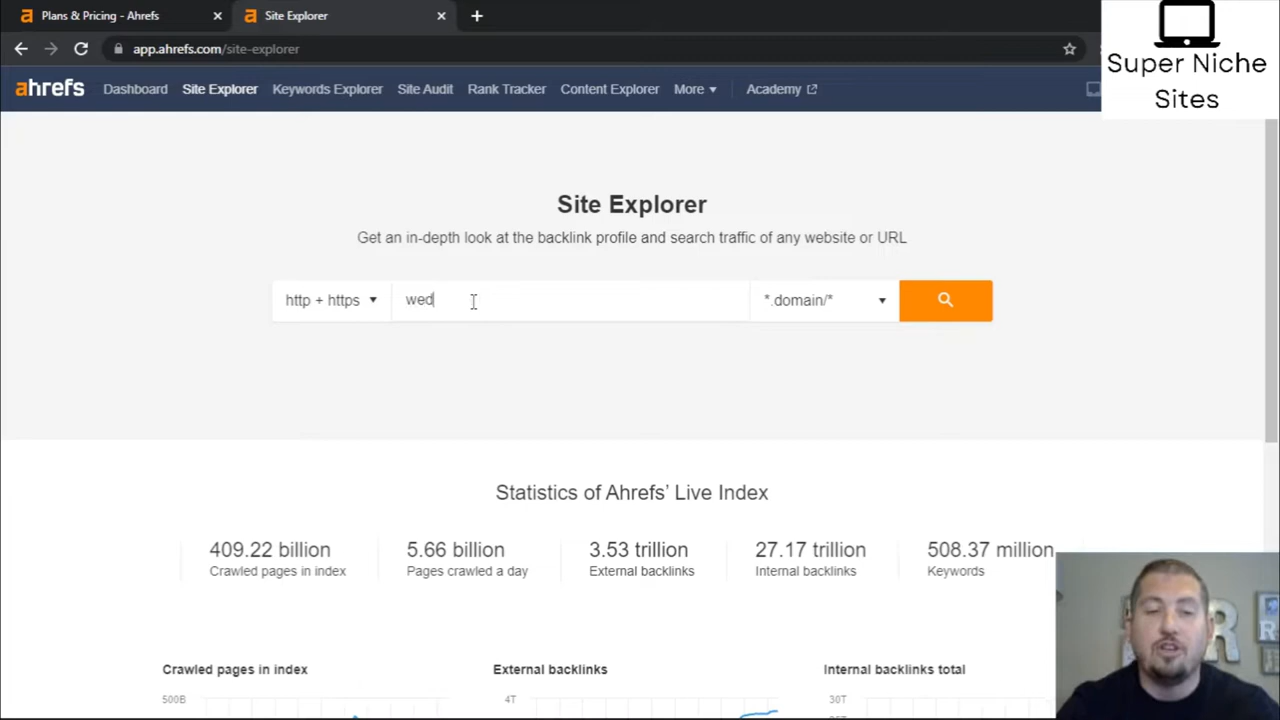 Plans & Pricing - Ahrefs
Site Explorer
app.ahrefs.com/site-explorer
Super Niche
Sites
ahrefs Dashboard Site Explorer Keywords Explorer Site Audit Rank Tracker Content Explorer More Academy
Site Explorer
Get an in-depth look at the backlink profile and search traffic of any website or URL
http + https wed *.domain/*
Statistics of Ahrefs' Live Index
409.22 billion 5.66 billion 3.53 trillion 27.17 trillion 508.37 million
Crawled pages in index Pages crawled a day External backlinks Internal backlinks Keywords
Crawled pages in index External backlinks Internal backlinks total
500B 4T 30T